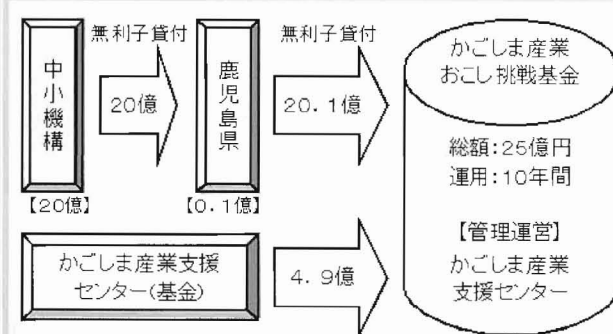 無利子貸付
無利子貸付
中小機構
20億
鹿児島県
20.1億
【20億】
【0.1億】
かごしま産業支援
センター(基金)
4.9億
かごしま産業
おこし挑戦基金
総額:25億円
運用:10年間
【管理運営】
かごしま産業
支援センター